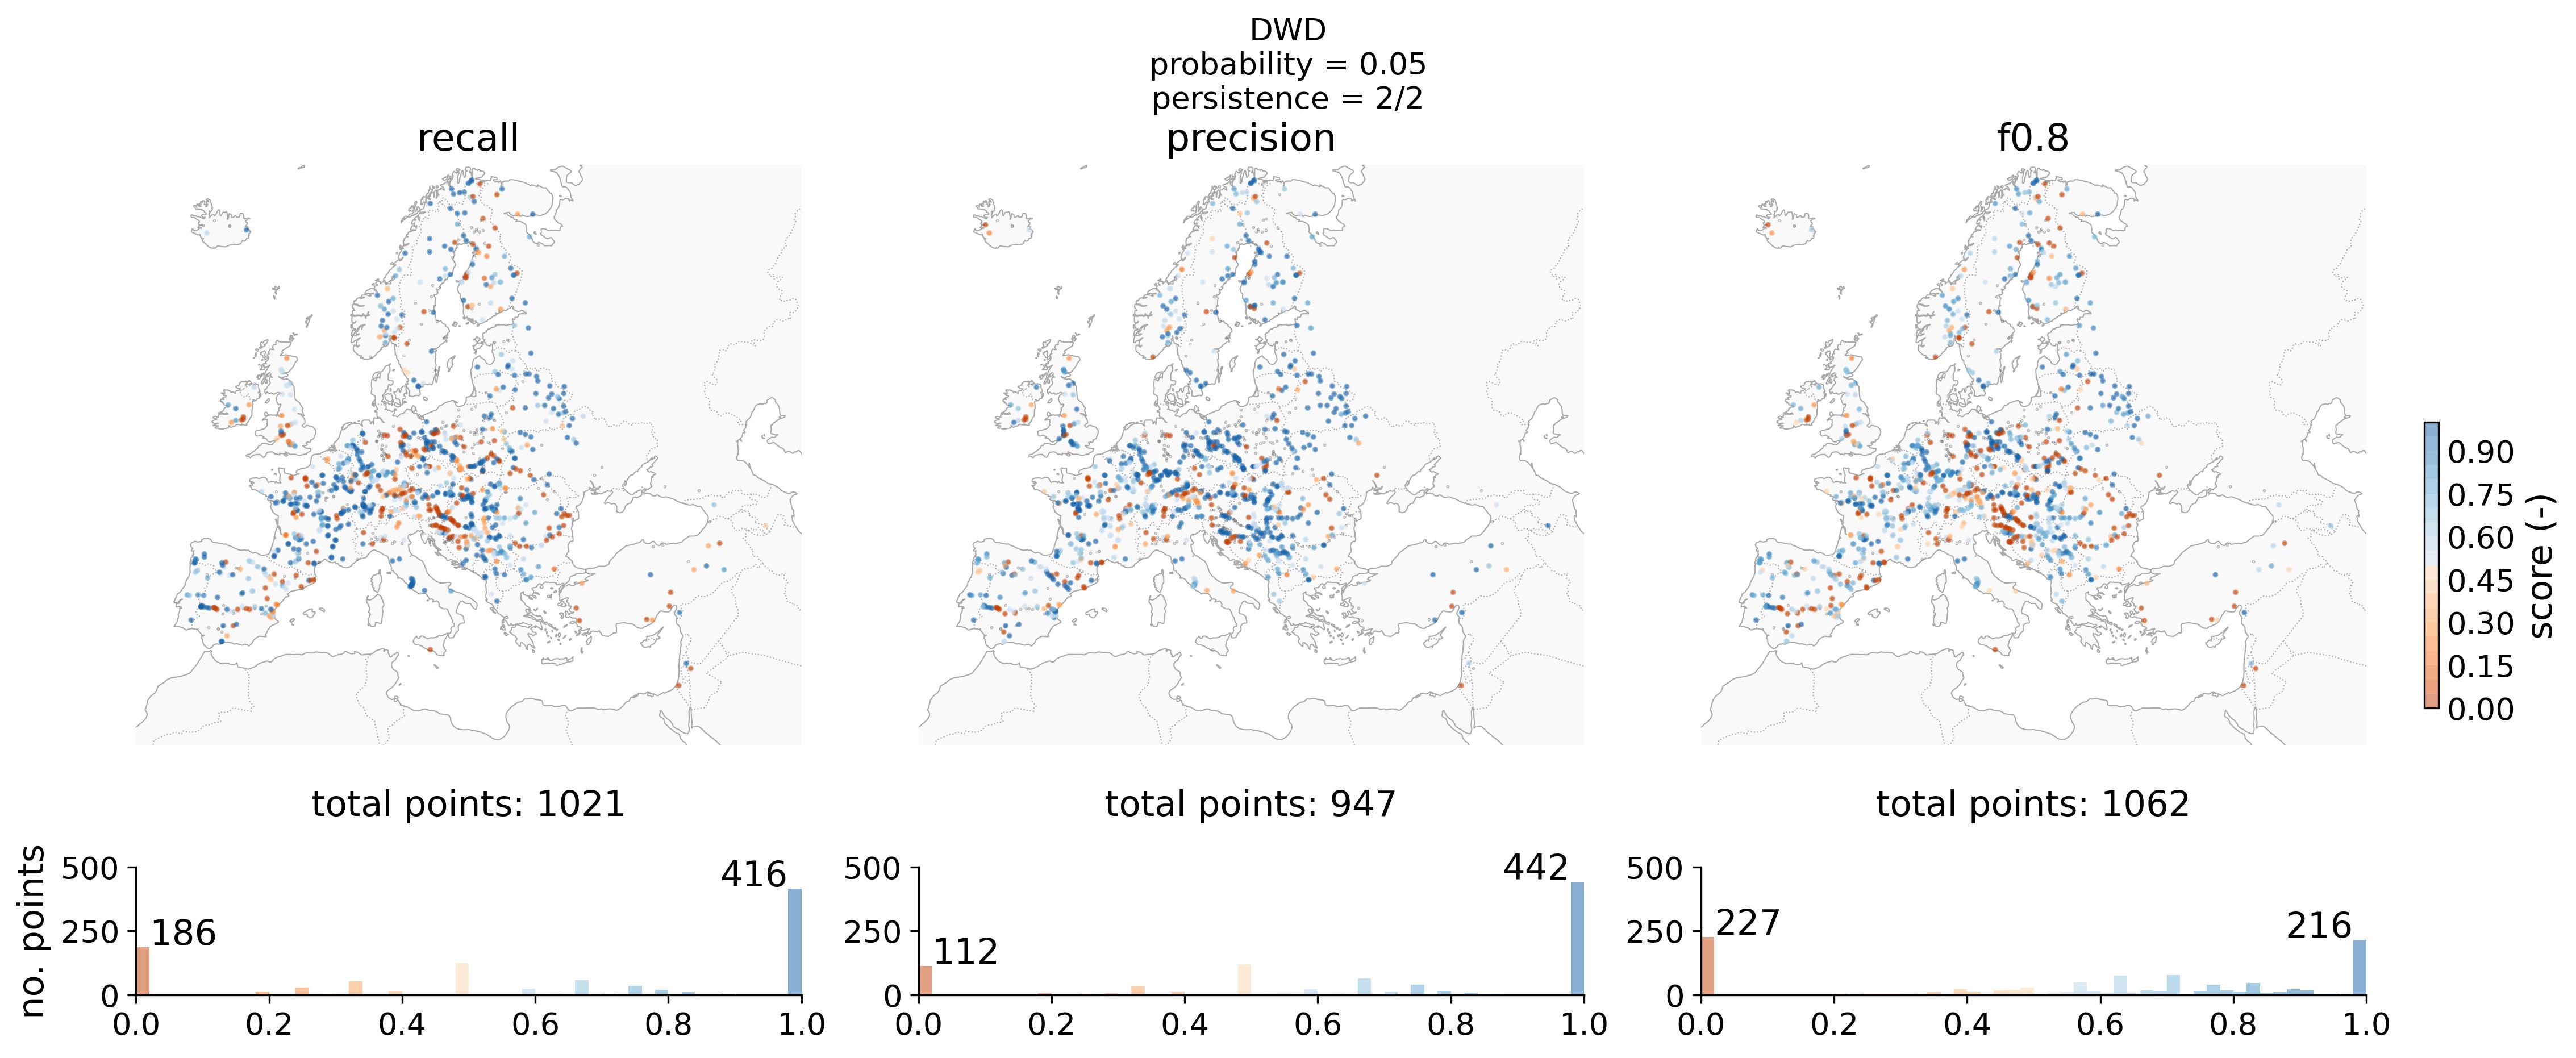 DWD
probability = 0.05
persistence = 2/2
recall
precision
f0.8
0.90
0.75
0.60
0.45
0.30
0.15
0.00
score (-)
total points: 1021
total points: 947
total points: 1062
no. points
500
250
0
186
416
0.0 0.2 0.4 0.6 0.8 1.0
500
250
0
112
442
0.0 0.2 0.4 0.6 0.8 1.0
500
250
0
227
216
0.0 0.2 0.4 0.6 0.8 1.0